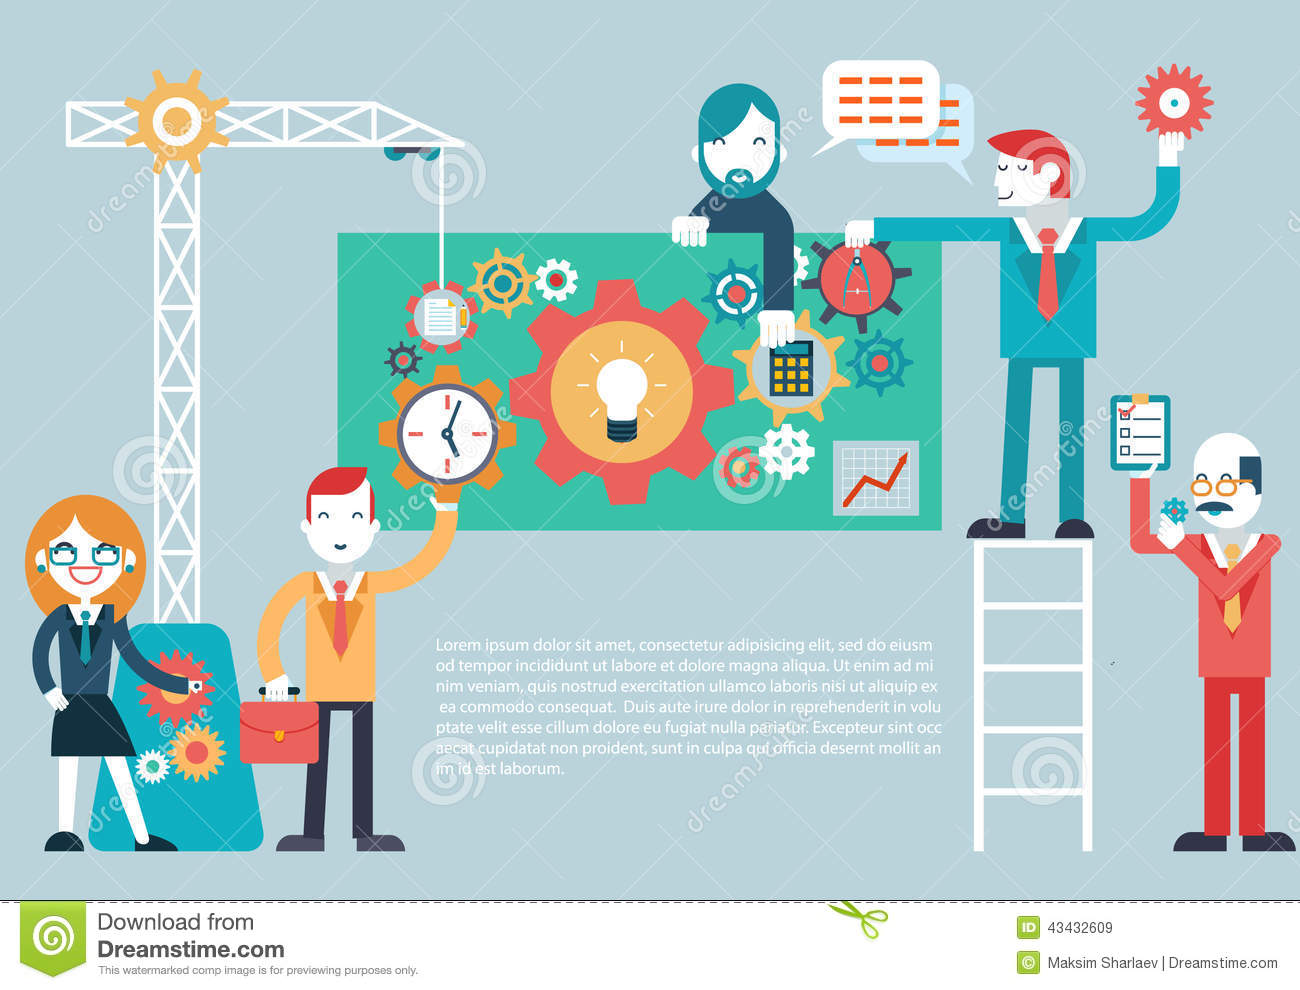 Lorem ipsum dolor sit amet, consectetur adipisicing elit, sed do eiusm
od tempor incididunt ut labore et dolore magna aliqua. Ut enim ad mi
nim veniam, quis nostrud exercitation ullamco laboris nisi ut aliquip ex
ea commodo consequat. Duis aute irure dolor in reprehenderit in volu
ptate velit esse cillum dolore eu fugiat nulla pariatur. Excepteur sint occ
aecat cupidatat non proident, sunt in culpa qui officia deserunt mollit an
im id est laborum.
Download from
Dreamstime.com
This watermarked comp image is for previewing purposes only.
ID 43432609
© Maksim Sharlaev | Dreamstime.com